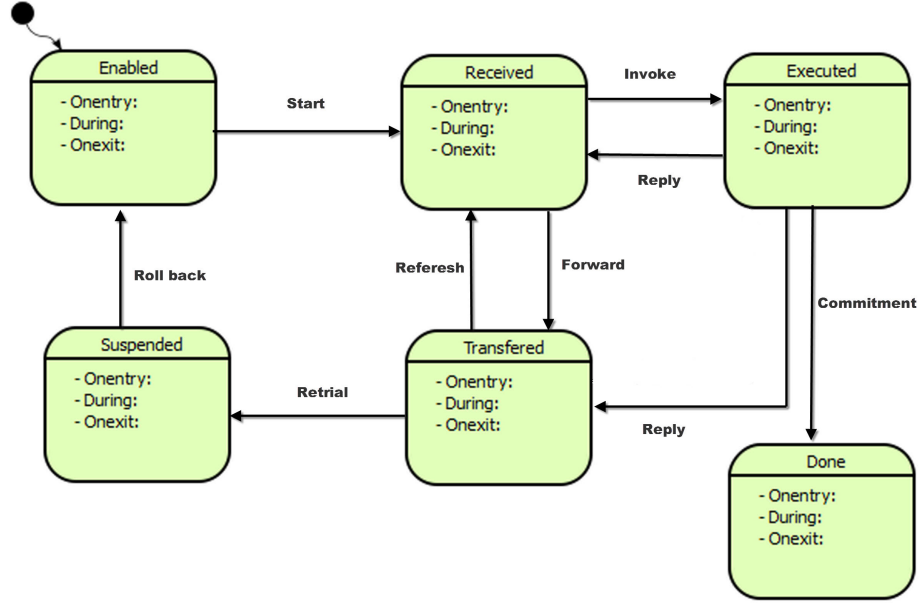 Enabled
- Onentry:
- During:
- Onexit:
Start
Received
- Onentry:
- During:
- Onexit:
Invoke
Reply
Executed
- Onentry:
- During:
- Onexit:
Roll back
Referesh
Forward
Commitment
Suspended
- Onentry:
- During:
- Onexit:
Retrial
Transfered
- Onentry:
- During:
- Onexit:
Reply
Done
- Onentry:
- During:
- Onexit: